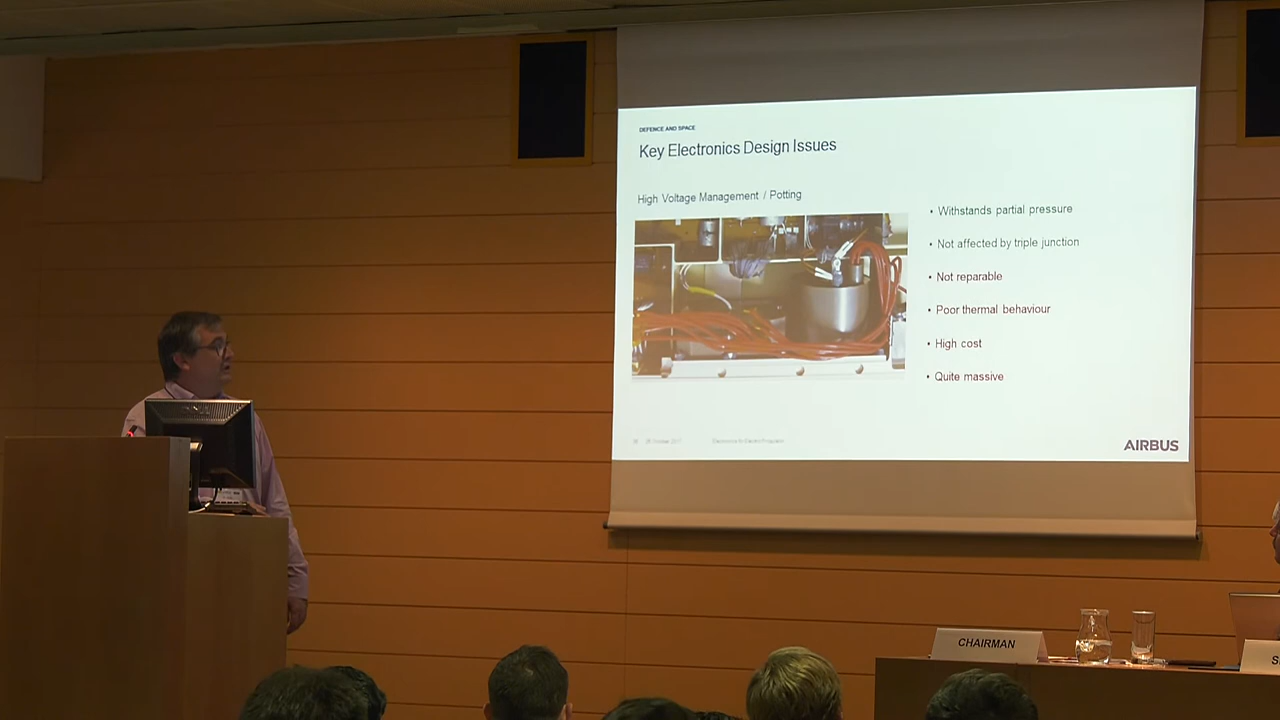 DEFENCE AND SPACE
Key Electronics Design Issues
High Voltage Management / Potting
• Withstands partial pressure
• Not affected by triple junction
• Not reparable
• Poor thermal behaviour
• High cost
• Quite massive
AIRBUS
CHAIRMAN
S